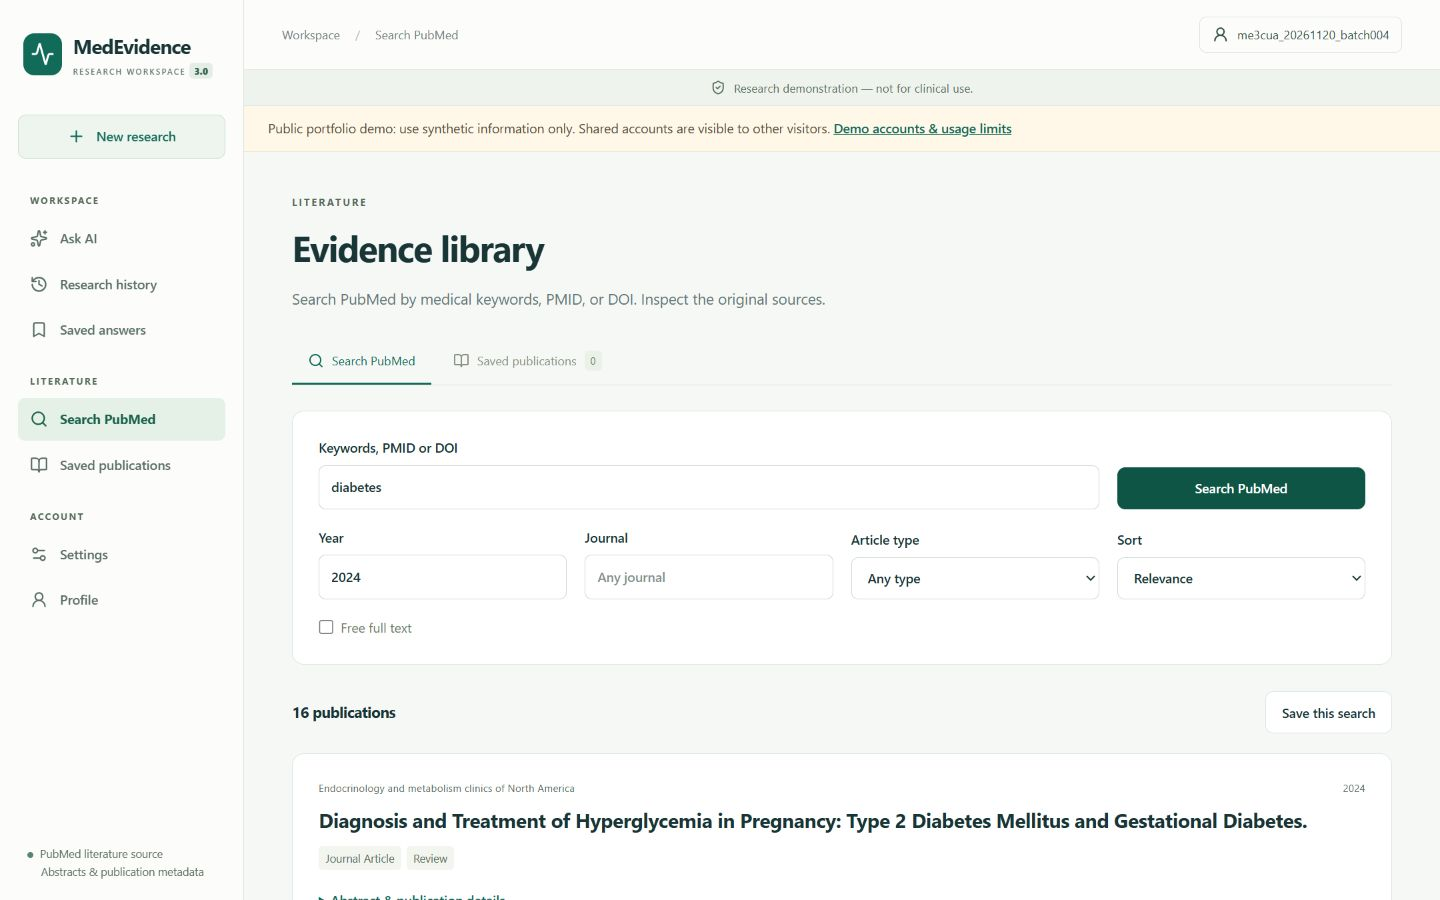 MedEvidence
RESEARCH WORKSPACE 3.0
New research
WORKSPACE
Ask AI
Research history
Saved answers
LITERATURE
Search PubMed
Saved publications
ACCOUNT
Settings
Profile
PubMed literature source
Abstracts & publication metadata
Workspace / Search PubMed
me3cua_20261120_batch004
Research demonstration — not for clinical use.
Public portfolio demo: use synthetic information only. Shared accounts are visible to other visitors. Demo accounts & usage limits
LITERATURE
Evidence library
Search PubMed by medical keywords, PMID, or DOI. Inspect the original sources.
Search PubMed
Saved publications 0
Keywords, PMID or DOI
diabetes
Search PubMed
Year
Journal
Article type
Sort
2024
Any journal
Any type
Relevance
Free full text
16 publications
Save this search
Endocrinology and metabolism clinics of North America
2024
Diagnosis and Treatment of Hyperglycemia in Pregnancy: Type 2 Diabetes Mellitus and Gestational Diabetes.
Journal Article
Review
Abstract & publication details